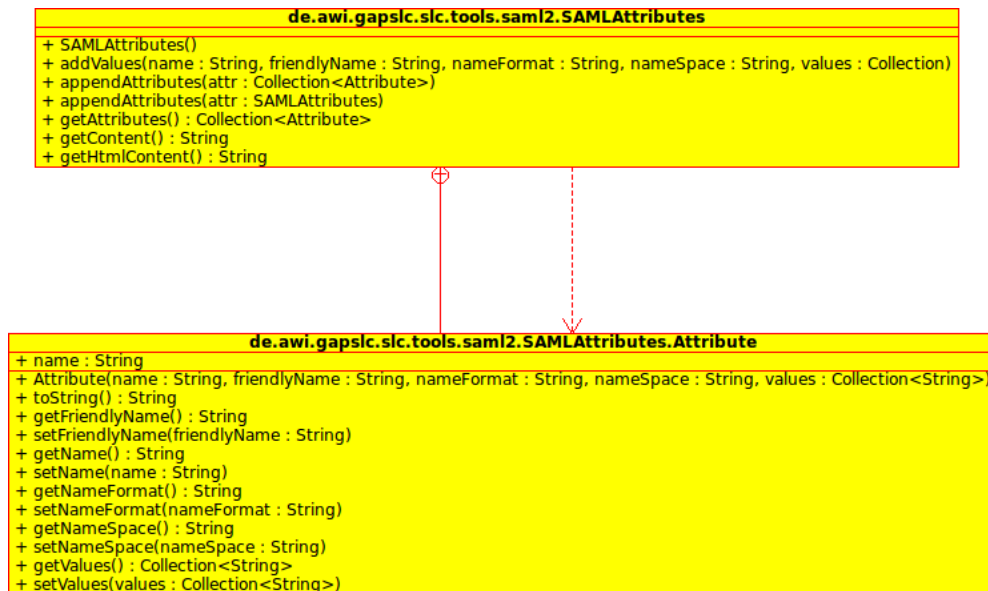 de.awi.gapslc.slc.tools.saml2.SAMLAttributes
+ SAMLAttributes()
+ addValues(name : String, friendlyName : String, nameFormat : String, nameSpace : String, values : Collection)
+ appendAttributes(attr : Collection<Attribute>)
+ appendAttributes(attr : SAMLAttributes)
+ getAttributes() : Collection<Attribute>
+ getContent() : String
+ getHtmlContent() : String
de.awi.gapslc.slc.tools.saml2.SAMLAttributes.Attribute
+ name : String
+ Attribute(name : String, friendlyName : String, nameFormat : String, nameSpace : String, values : Collection<String>)
+ toString() : String
+ getFriendlyName() : String
+ setFriendlyName(friendlyName : String)
+ getName() : String
+ setName(name : String)
+ getNameFormat() : String
+ setNameFormat(nameFormat : String)
+ getNameSpace() : String
+ setNameSpace(nameSpace : String)
+ getValues() : Collection<String>
+ setValues(values : Collection<String>)